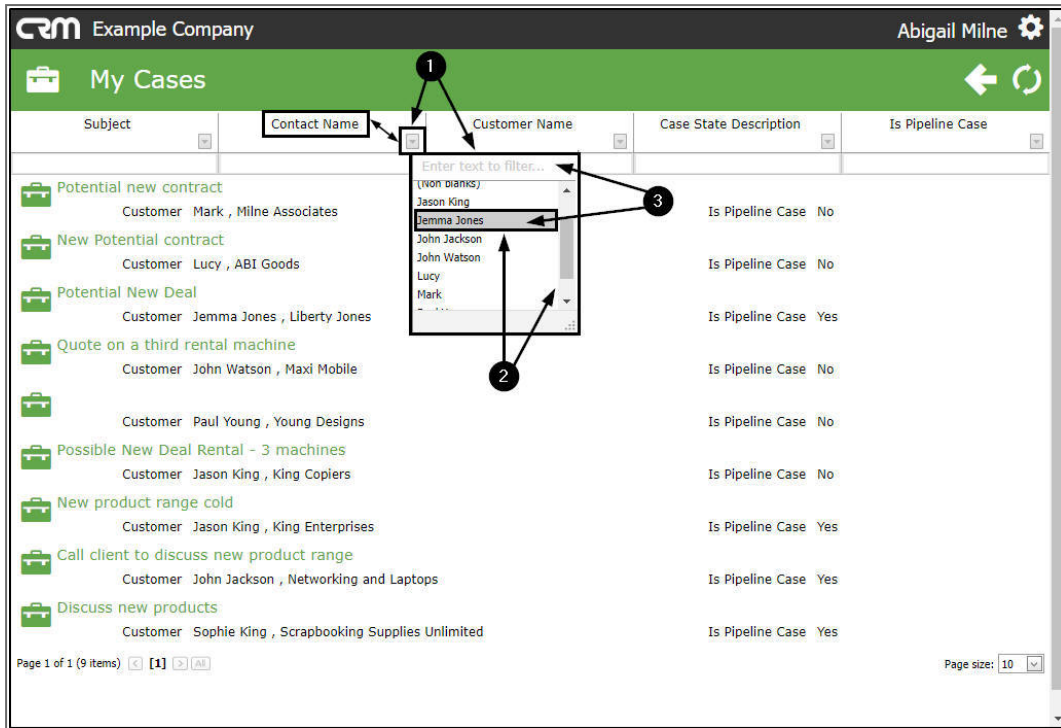 CRM Example Company Abigail Milne
My Cases
1
Subject Contact Name Customer Name Case State Description Is Pipeline Case
Enter text to filter...
(Non blanks)
Potential new contract
Jason King
3
Customer Mark , Milne Associates Jemma Jones Is Pipeline Case No
New Potential contract John Jackson
John Watson
Customer Lucy , ABI Goods Is Pipeline Case No
Lucy
Potential New Deal Mark
Customer Jemma Jones , Liberty Jones Is Pipeline Case Yes
Quote on a third rental machine
Customer John Watson , Maxi Mobile Is Pipeline Case No
2
Customer Paul Young , Young Designs Is Pipeline Case No
Possible New Deal Rental - 3 machines
Customer Jason King , King Copiers Is Pipeline Case No
New product range cold
Customer Jason King , King Enterprises Is Pipeline Case Yes
Call client to discuss new product range
Customer John Jackson , Networking and Laptops Is Pipeline Case Yes
Discuss new products
Customer Sophie King , Scrapbooking Supplies Unlimited Is Pipeline Case Yes
Page 1 of 1 (9 items) < [1] > All Page size: 10